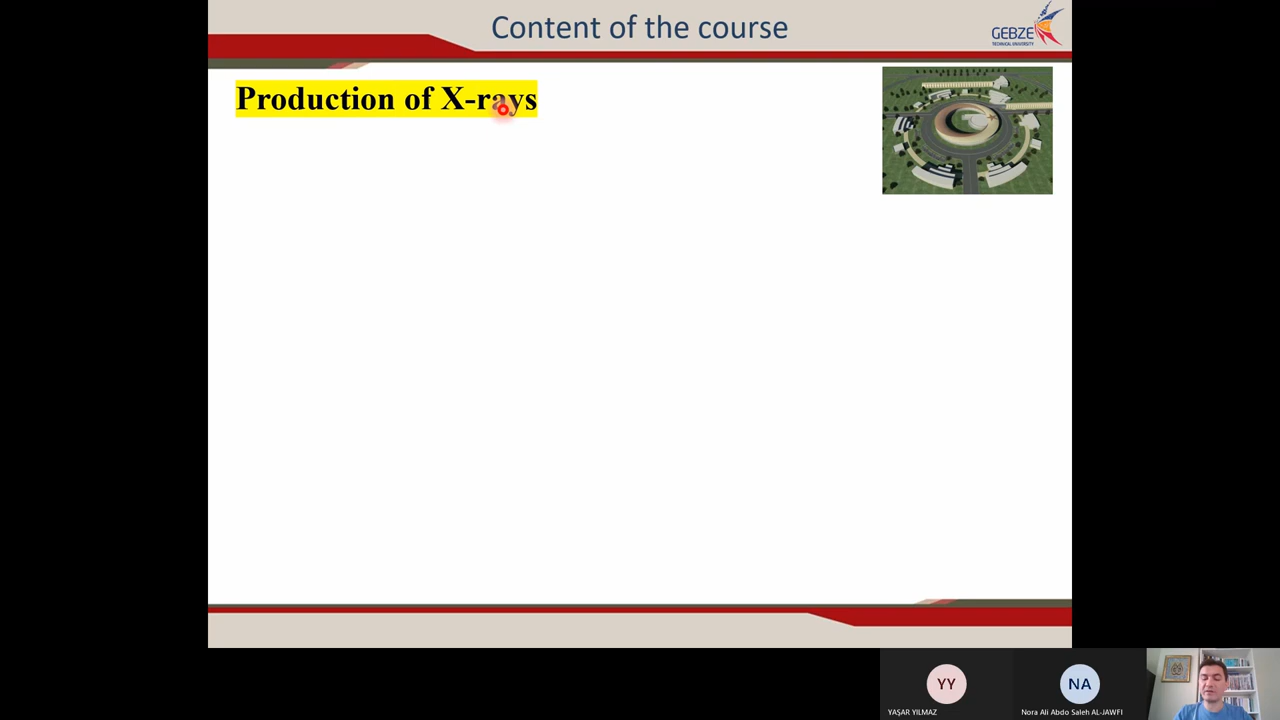 Content of the course
GEBZE
TECHNICAL UNIVERSITY
Production of X-rays
YY
NA
YAŞAR YILMAZ
Nora Ali Abdo Saleh AL-JAWFI